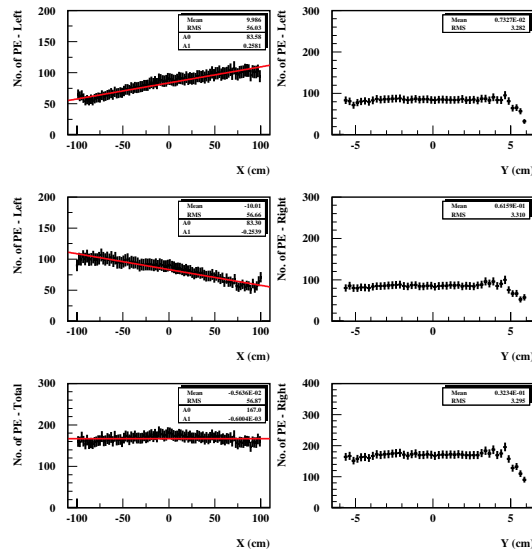 No. of PE - Left
Mean 9.986
RMS 56.03
A0 83.58
A1 0.2581
150
100
50
0
-100 -50 0 50 100
X (cm)
No. of PE - Left
Mean 0.7327E-02
RMS 3.282
300
200
100
0
-5 0 5
Y (cm)
No. of PE - Left
Mean -10.01
RMS 56.66
A0 83.30
A1 -0.2539
200
150
100
50
0
-100 -50 0 50 100
X (cm)
No. of PE - Right
Mean 0.6159E-01
RMS 3.310
300
200
100
0
-5 0 5
Y (cm)
No. of PE - Total
Mean -0.5636E-02
RMS 56.87
A0 167.0
A1 -0.6004E-03
300
200
100
0
-100 -50 0 50 100
X (cm)
No. of PE - Right
Mean 0.3234E-01
RMS 3.295
400
300
200
100
0
-5 0 5
Y (cm)